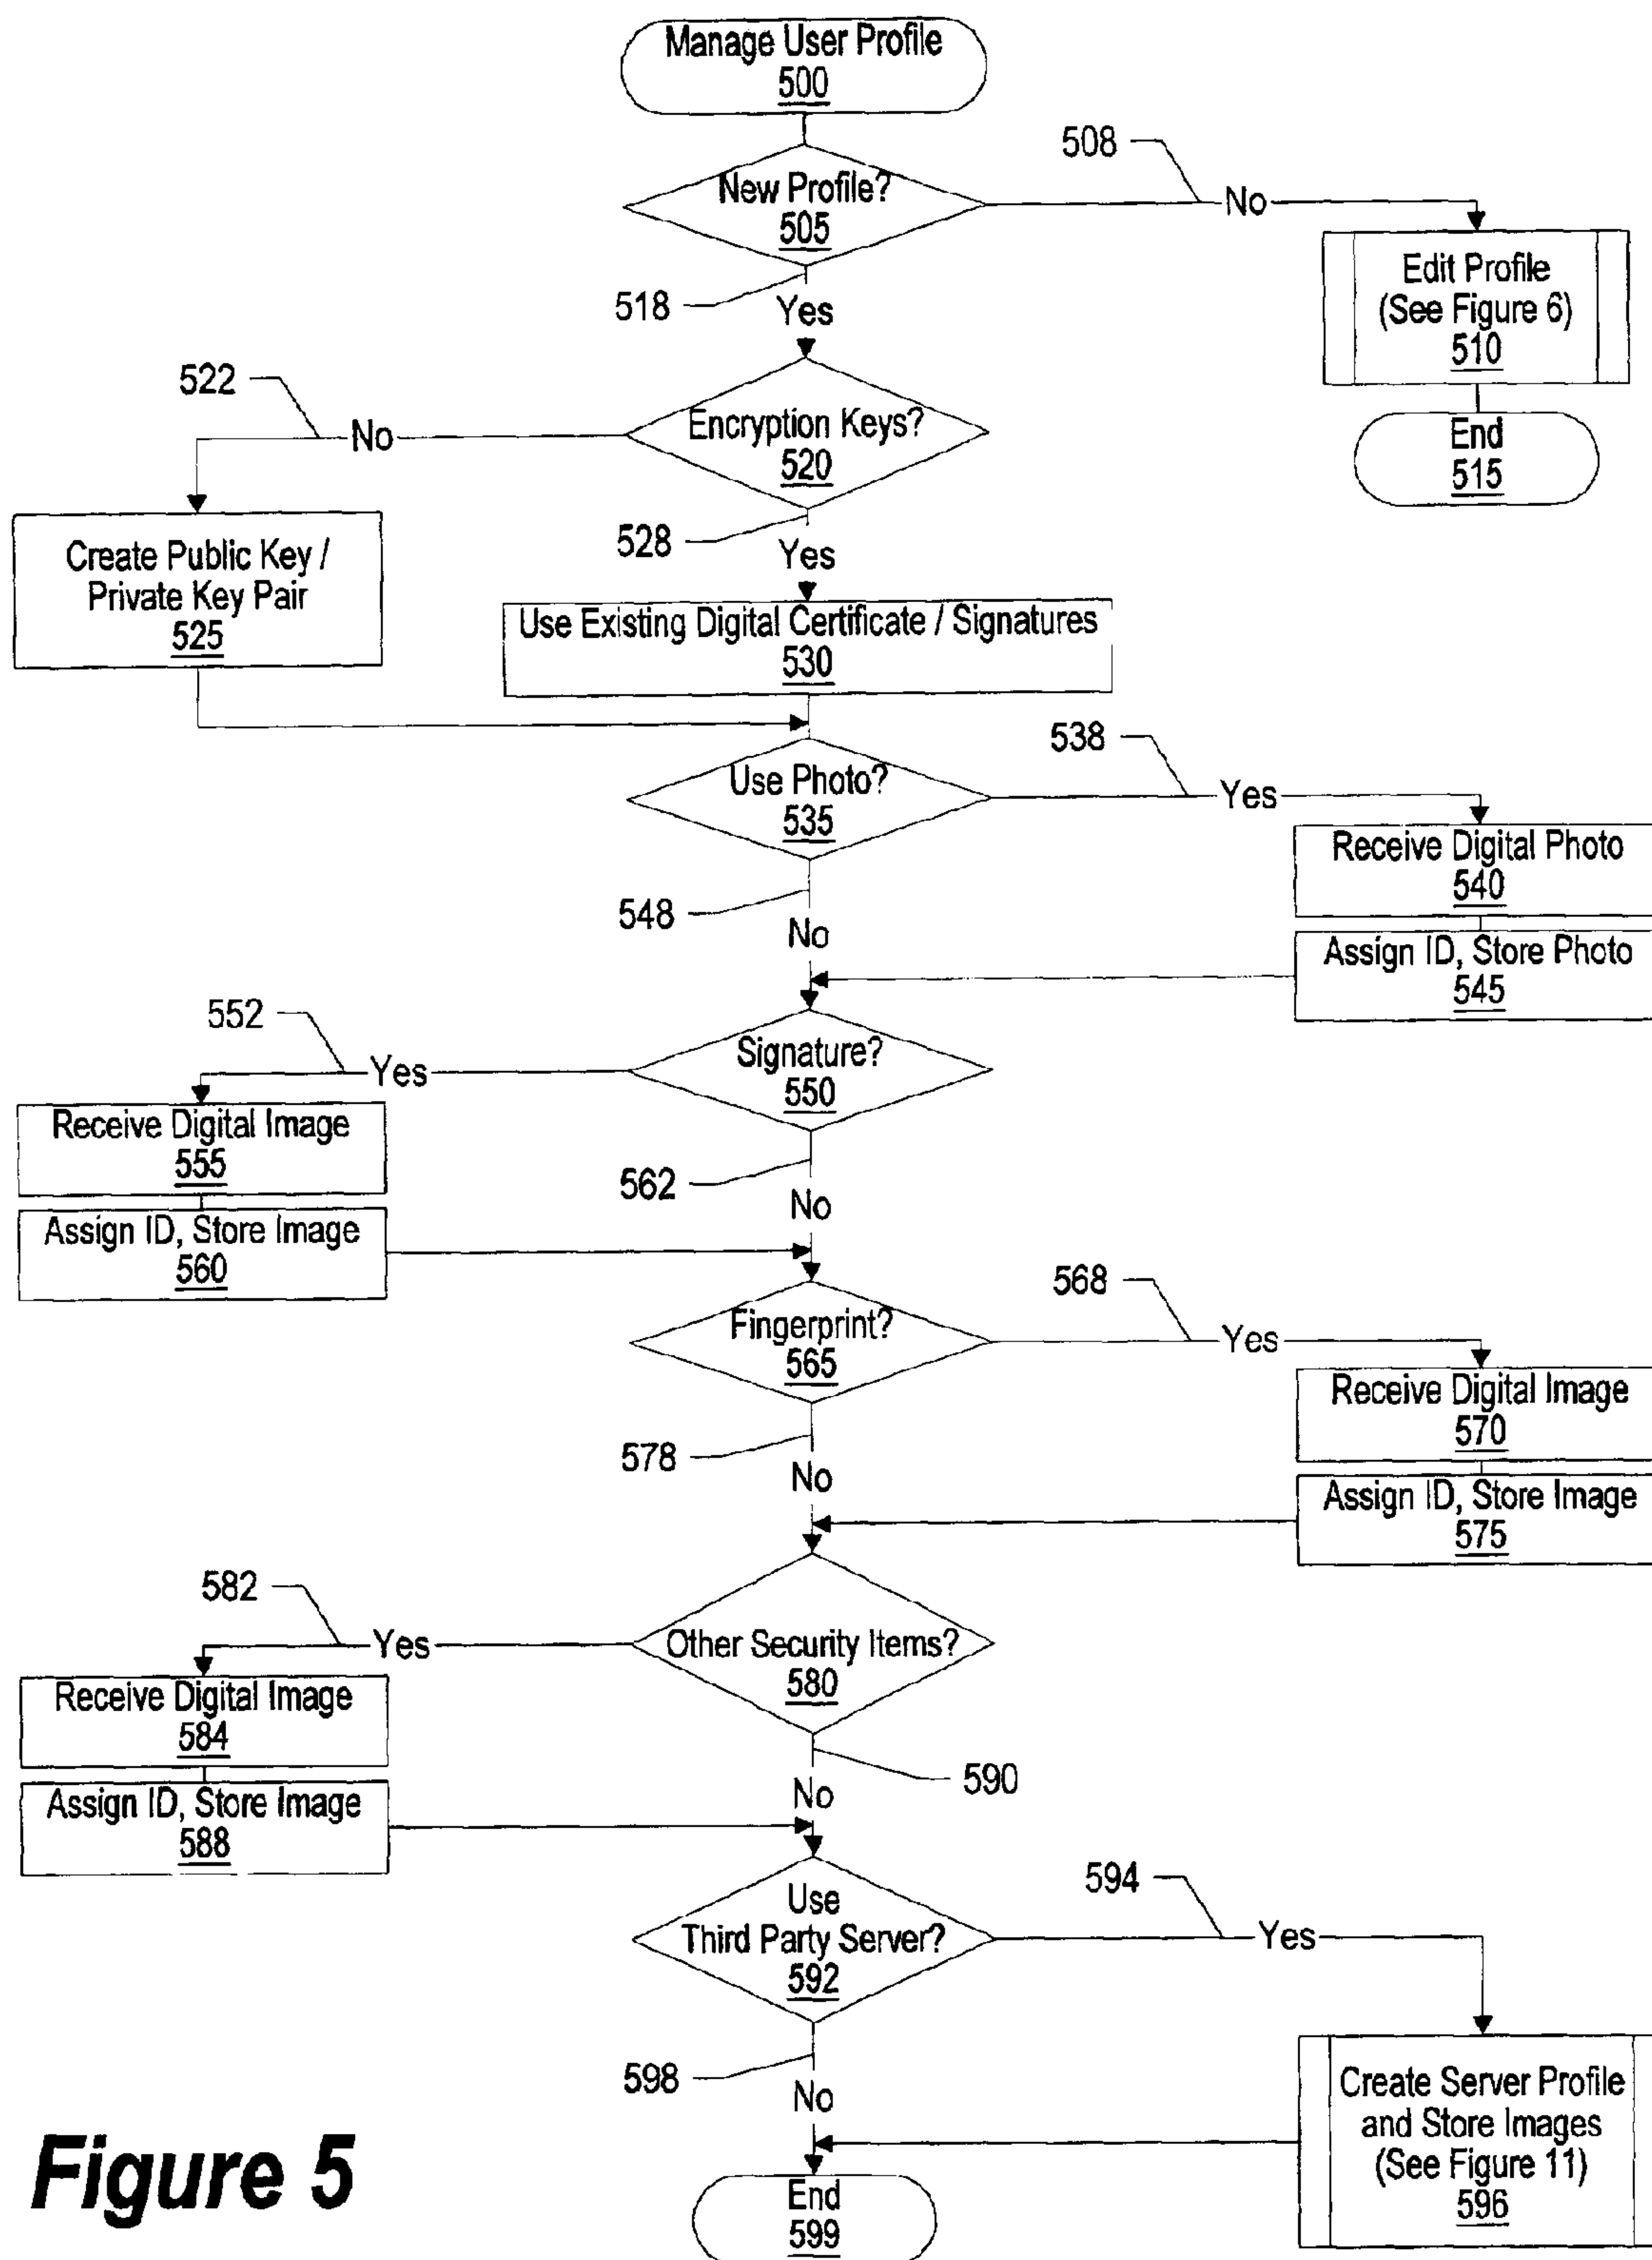 Manage User Profile
500
508
New Profile?
505
No
518
Yes
Edit Profile
(See Figure 6)
510
522
No
Encryption Keys?
520
End
515
528
Yes
Create Public Key /
Private Key Pair
525
Use Existing Digital Certificate / Signatures
530
538
Use Photo?
535
Yes
548
No
Receive Digital Photo
540
Assign ID, Store Photo
545
552
Yes
Signature?
550
Receive Digital Image
555
562
No
Assign ID, Store Image
560
568
Fingerprint?
565
Yes
578
No
Receive Digital Image
570
Assign ID, Store Image
575
582
Yes
Other Security Items?
580
Receive Digital Image
584
590
No
Assign ID, Store Image
588
594
Use
Third Party Server?
592
Yes
598
No
Create Server Profile
and Store Images
(See Figure 11)
596
End
599
Figure 5